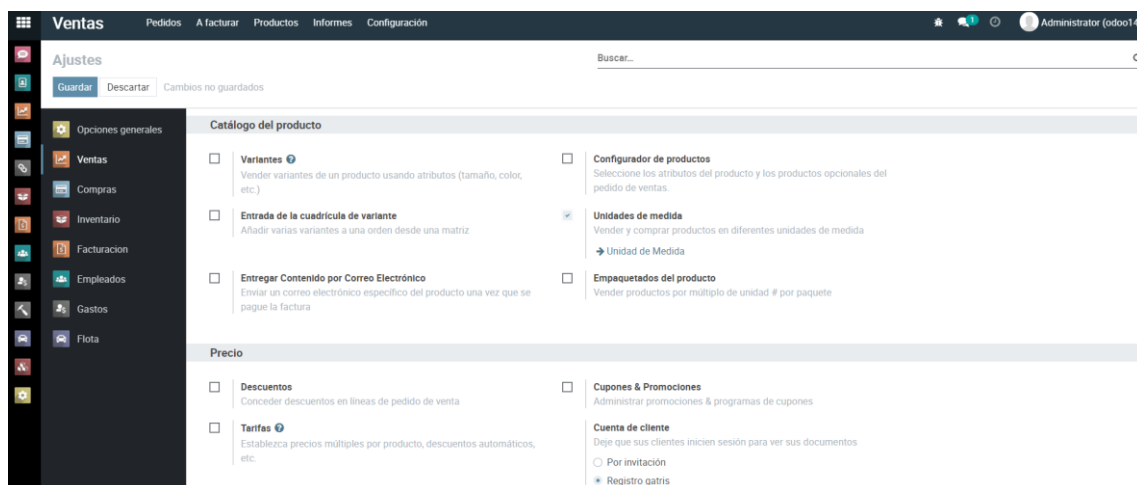 Ventas Pedidos A facturar Productos Informes Configuración 1 Administrator (odoo14
Ajustes Buscar...
Guardar Descartar Cambios no guardados
Opciones generales
Ventas
Compras
Inventario
Facturacion
Empleados
Gastos
Flota
Catálogo del producto
Variantes ?
Vender variantes de un producto usando atributos (tamaño, color,
etc.)
Configurador de productos
Seleccione los atributos del producto y los productos opcionales del
pedido de ventas.
Entrada de la cuadrícula de variante
Añadir varias variantes a una orden desde una matriz
Unidades de medida
Vender y comprar productos en diferentes unidades de medida
Unidad de Medida
Entregar Contenido por Correo Electrónico
Enviar un correo electrónico específico del producto una vez que se
pague la factura
Empaquetados del producto
Vender productos por múltiplo de unidad # por paquete
Precio
Descuentos
Conceder descuentos en líneas de pedido de venta
Cupones & Promociones
Administrar promociones & programas de cupones
Tarifas ?
Establezca precios múltiples por producto, descuentos automáticos,
etc.
Cuenta de cliente
Deje que sus clientes inicien sesión para ver sus documentos
Por invitación
Registro gatris